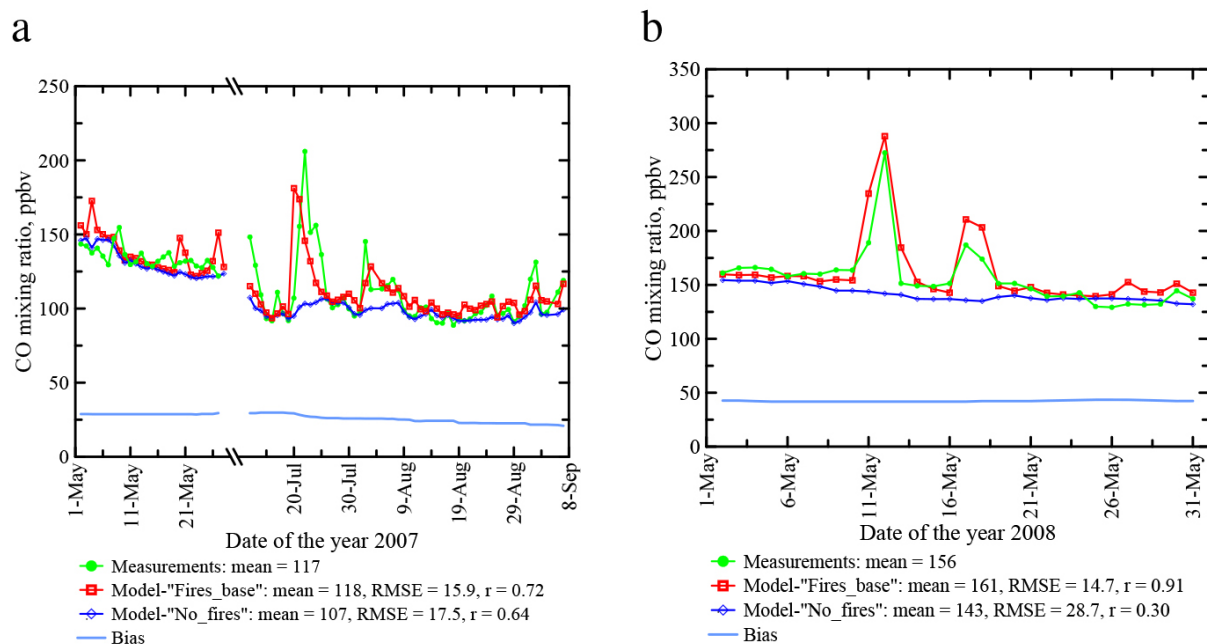 a
CO mixing ratio, ppbv
250
200
150
100
50
0
1-May
11-May
21-May
20-Jul
30-Jul
9-Aug
19-Aug
29-Aug
8-Sep
Date of the year 2007
Measurements: mean = 117
Model-"Fires_base": mean = 118, RMSE = 15.9, r = 0.72
Model-"No_fires": mean = 107, RMSE = 17.5, r = 0.64
Bias
b
CO mixing ratio, ppbv
350
300
250
200
150
100
50
0
1-May
6-May
11-May
16-May
21-May
26-May
31-May
Date of the year 2008
Measurements: mean = 156
Model-"Fires_base": mean = 161, RMSE = 14.7, r = 0.91
Model-"No_fires": mean = 143, RMSE = 28.7, r = 0.30
Bias